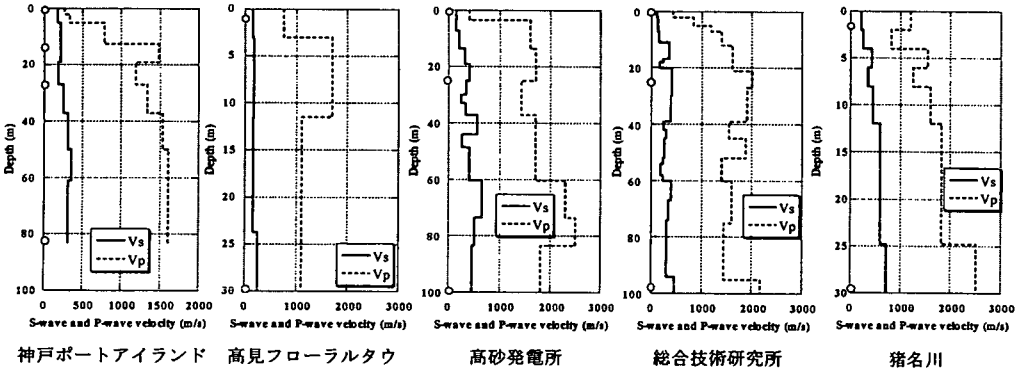 0
20
40
60
80
100
Depth (m)
Vs
Vp
0 500 1000 1500 2000
S-wave and P-wave velocity (m/s)
神戸ポートアイランド
0
5
10
15
20
25
30
Depth (m)
Vs
Vp
0 1000 2000 3000
S-wave and P-wave velocity (m/s)
高見フローラルタウ
0
20
40
60
80
100
Depth (m)
Vs
Vp
0 1000 2000 3000
S-wave and P-wave velocity (m/s)
高砂発電所
0
20
40
60
80
100
Depth (m)
Vs
Vp
0 1000 2000 3000
S-wave and P-wave velocity (m/s)
総合技術研究所
0
5
10
15
20
25
30
Depth (m)
Vs
Vp
0 1000 2000 3000
S-wave and P-wave velocity (m/s)
猪名川